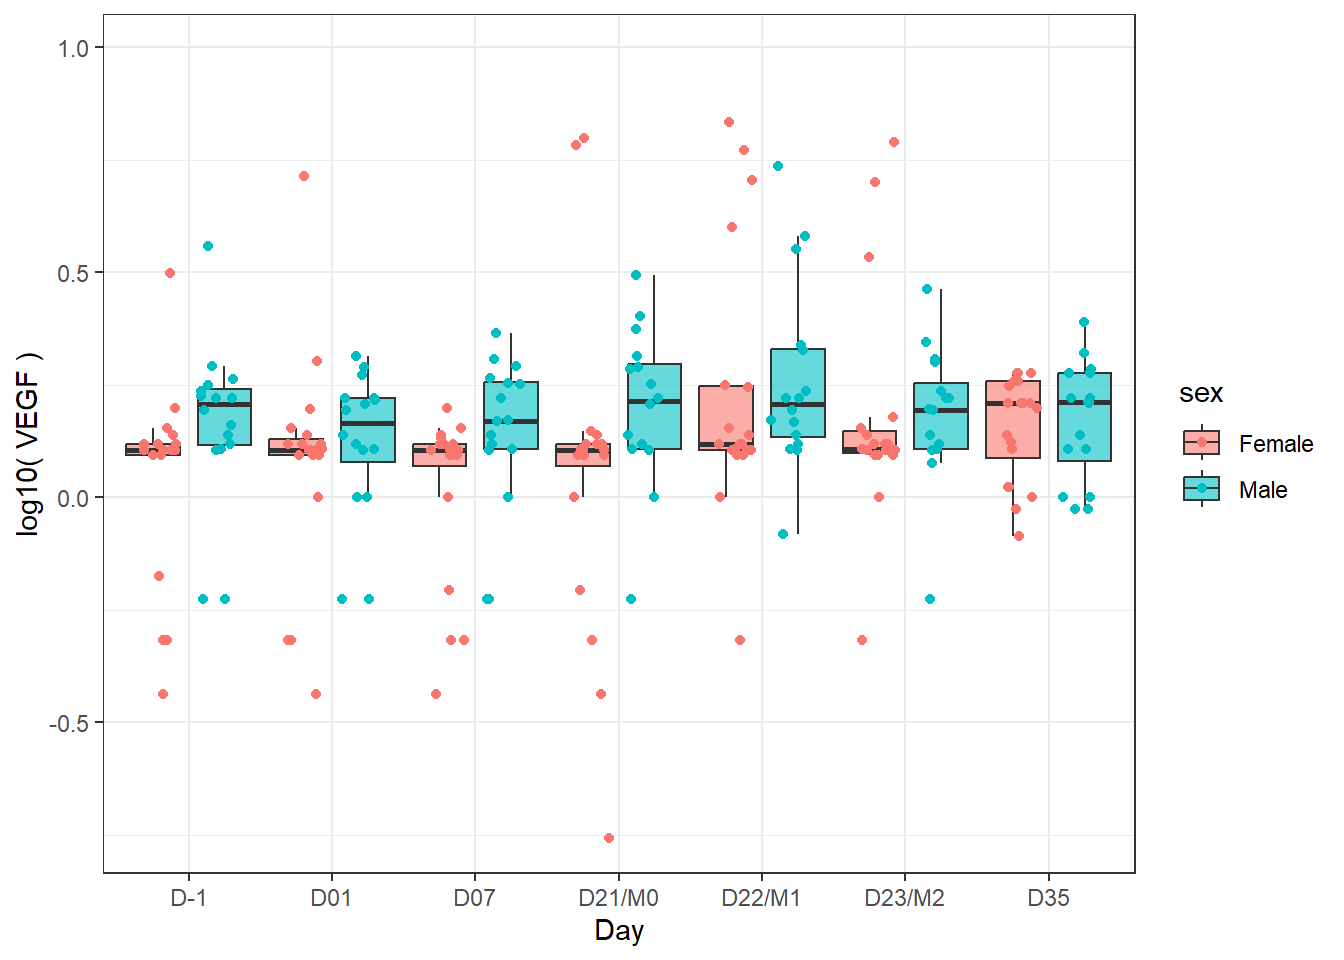 log10( VEGF )
1.0
0.5
0.0
-0.5
D-1
D01
D07
D21/M0
D22/M1
D23/M2
D35
Day
sex
Female
Male